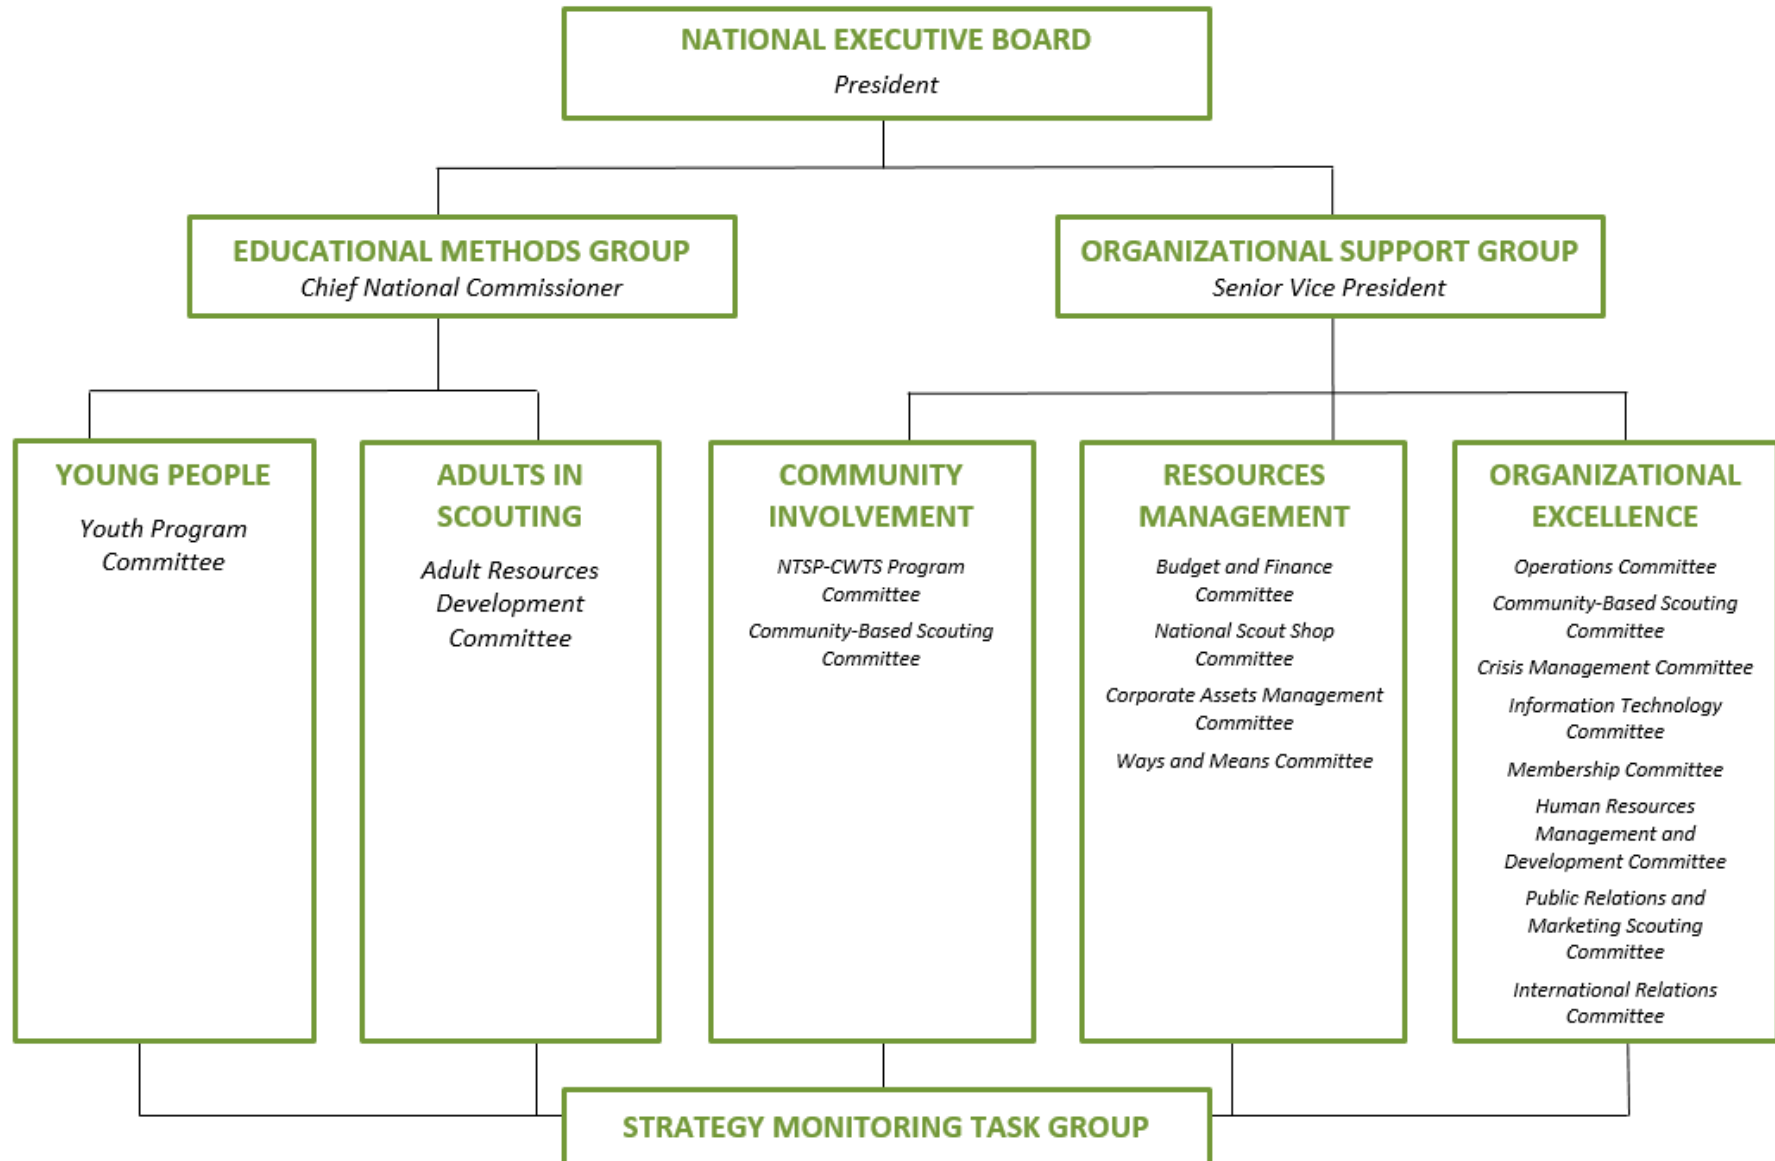 NATIONAL EXECUTIVE BOARD
President
EDUCATIONAL METHODS GROUP
Chief National Commissioner
ORGANIZATIONAL SUPPORT GROUP
Senior Vice President
YOUNG PEOPLE
Youth Program
Committee
ADULTS IN
SCOUTING
Adult Resources
Development
Committee
COMMUNITY
INVOLVEMENT
NTSP-CWTS Program
Committee
Community-Based Scouting
Committee
RESOURCES
MANAGEMENT
Budget and Finance
Committee
National Scout Shop
Committee
Corporate Assets Management
Committee
Ways and Means Committee
ORGANIZATIONAL
EXCELLENCE
Operations Committee
Community-Based Scouting
Committee
Crisis Management Committee
Information Technology
Committee
Membership Committee
Human Resources
Management and
Development Committee
Public Relations and
Marketing Scouting
Committee
International Relations
Committee
STRATEGY MONITORING TASK GROUP